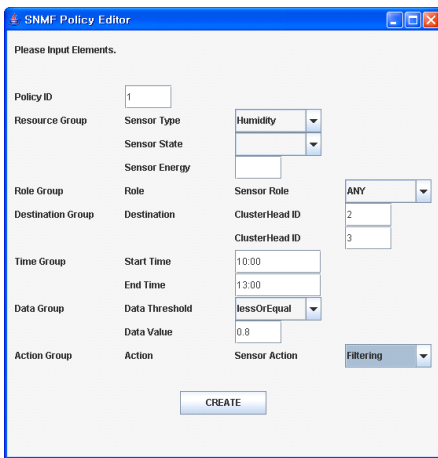 SNMF Policy Editor
Please Input Elements.
Policy ID 1
Resource Group Sensor Type Humidity
Sensor State
Sensor Energy
Role Group Role Sensor Role ANY
Destination Group Destination ClusterHead ID 2
ClusterHead ID 3
Time Group Start Time 10:00
End Time 13:00
Data Group Data Threshold lessOrEqual
Data Value 0.8
Action Group Action Sensor Action Filtering
CREATE